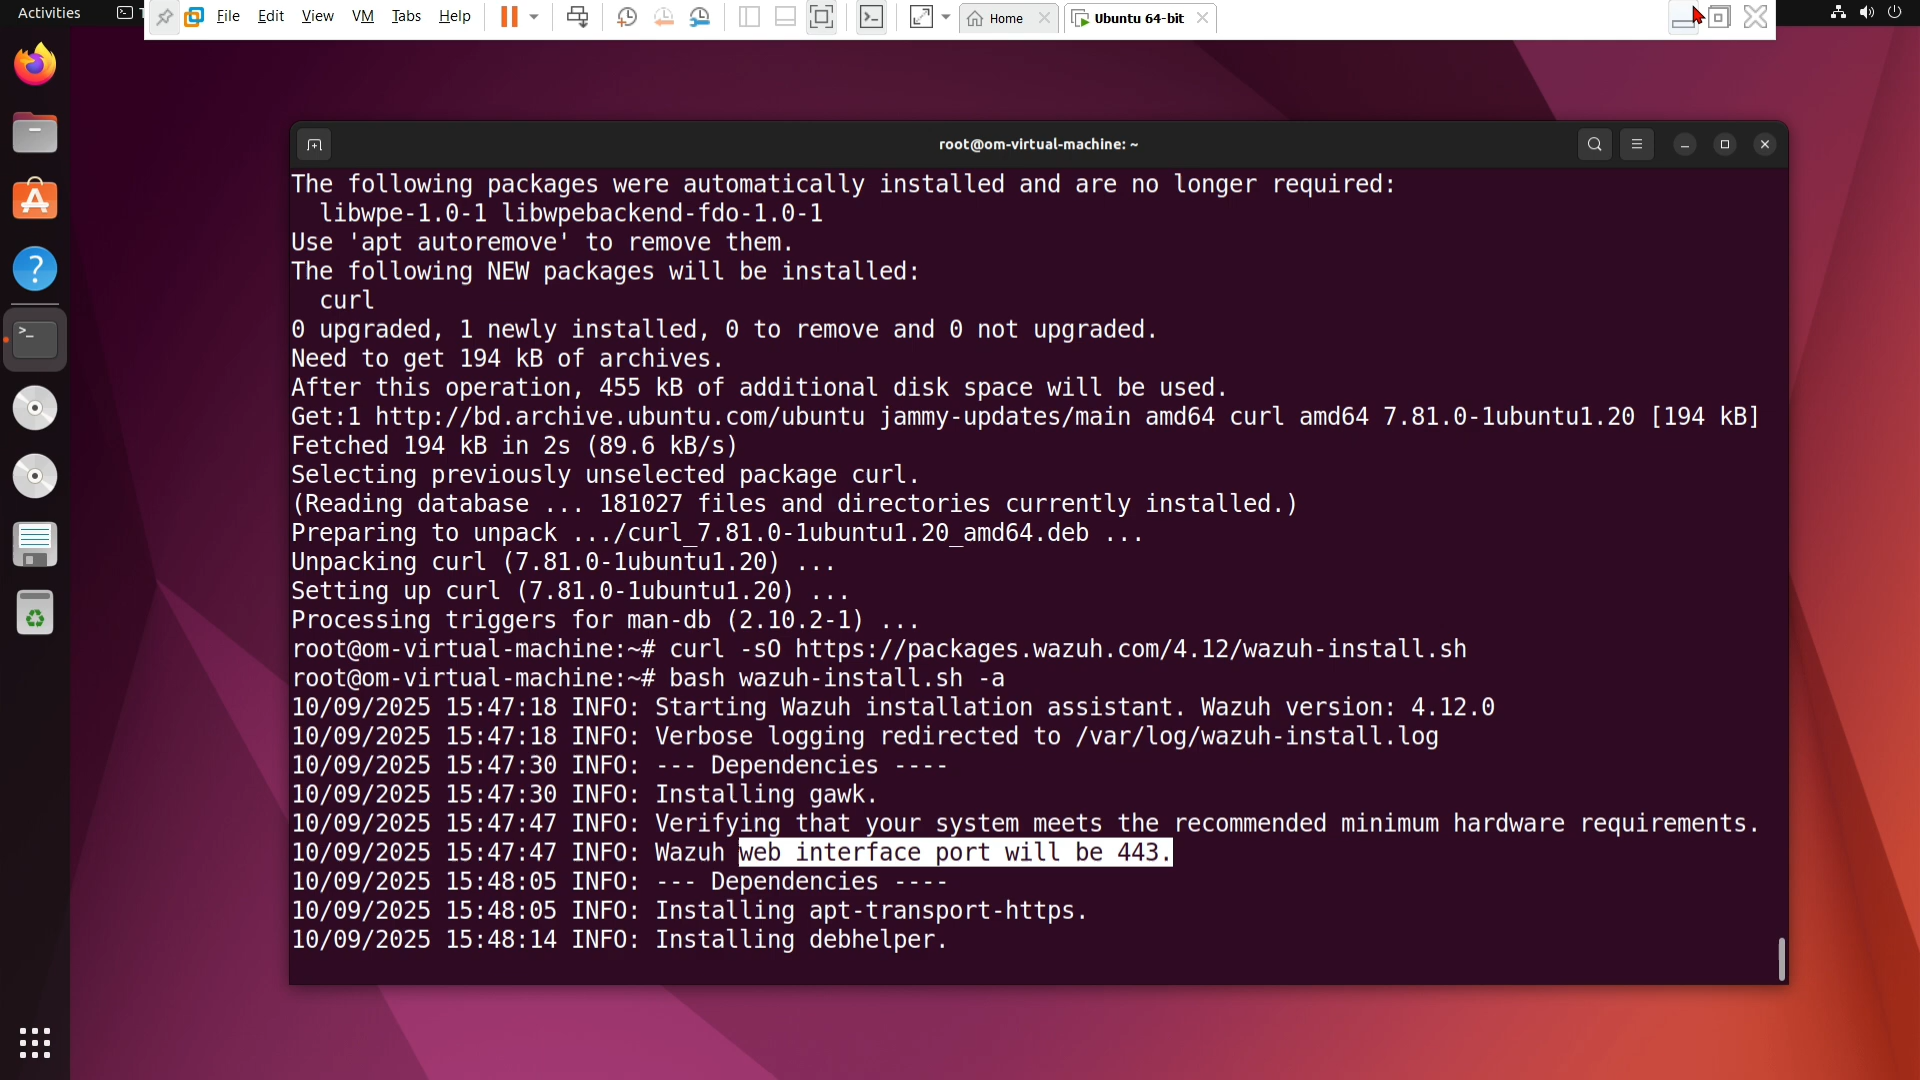 Activities
File Edit View VM Tabs Help Home Ubuntu 64-bit
root@om-virtual-machine: ~
The following packages were automatically installed and are no longer required:
  libwpe-1.0-1 libwpebackend-fdo-1.0-1
Use 'apt autoremove' to remove them.
The following NEW packages will be installed:
  curl
0 upgraded, 1 newly installed, 0 to remove and 0 not upgraded.
Need to get 194 kB of archives.
After this operation, 455 kB of additional disk space will be used.
Get:1 http://bd.archive.ubuntu.com/ubuntu jammy-updates/main amd64 curl amd64 7.81.0-1ubuntu1.20 [194 kB]
Fetched 194 kB in 2s (89.6 kB/s)
Selecting previously unselected package curl.
(Reading database ... 181027 files and directories currently installed.)
Preparing to unpack .../curl_7.81.0-1ubuntu1.20_amd64.deb ...
Unpacking curl (7.81.0-1ubuntu1.20) ...
Setting up curl (7.81.0-1ubuntu1.20) ...
Processing triggers for man-db (2.10.2-1) ...
root@om-virtual-machine:~# curl -sO https://packages.wazuh.com/4.12/wazuh-install.sh
root@om-virtual-machine:~# bash wazuh-install.sh -a
10/09/2025 15:47:18 INFO: Starting Wazuh installation assistant. Wazuh version: 4.12.0
10/09/2025 15:47:18 INFO: Verbose logging redirected to /var/log/wazuh-install.log
10/09/2025 15:47:30 INFO: --- Dependencies ----
10/09/2025 15:47:30 INFO: Installing gawk.
10/09/2025 15:47:47 INFO: Verifying that your system meets the recommended minimum hardware requirements.
10/09/2025 15:47:47 INFO: Wazuh web interface port will be 443.
10/09/2025 15:48:05 INFO: --- Dependencies ----
10/09/2025 15:48:05 INFO: Installing apt-transport-https.
10/09/2025 15:48:14 INFO: Installing debhelper.